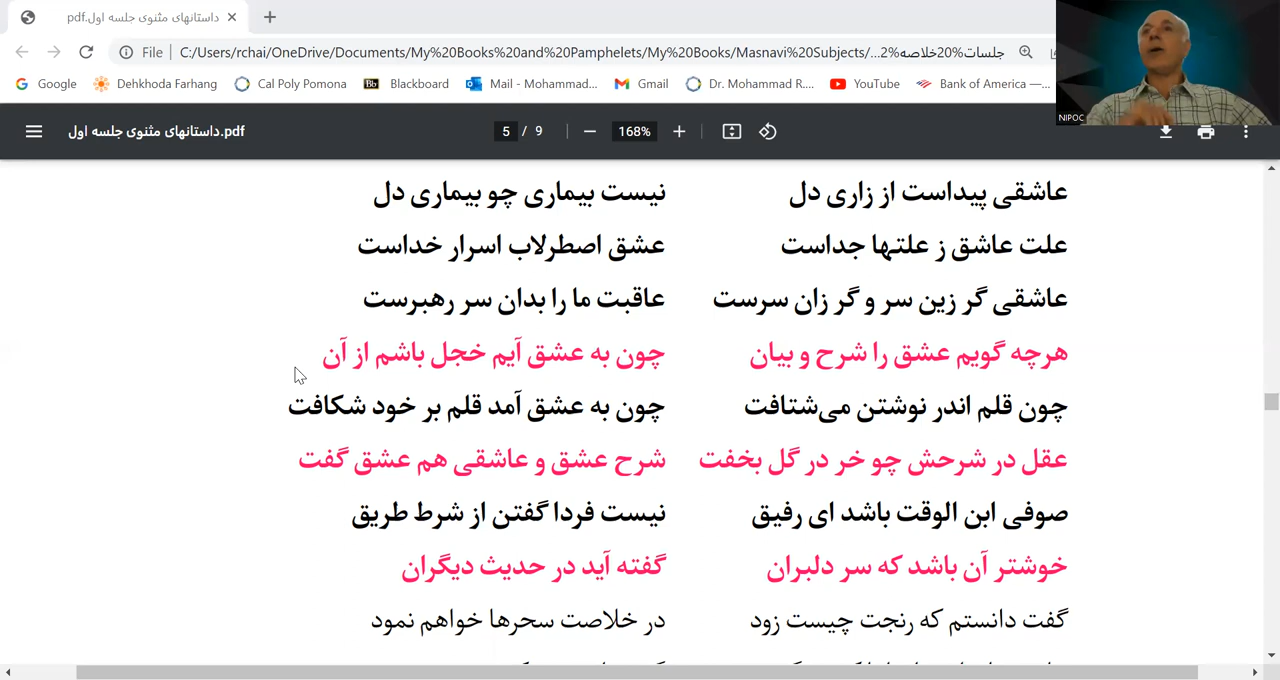 داستانهای مثنوی جلسه اول.pdf
File C:/Users/rchai/OneDrive/Documents/My%20Books%20and%20Pamphelets/My%20Books/Masnavi%20Subjects/جلسات%20خلاصه%2...
Google Dehkhoda Farhang Cal Poly Pomona Bb Blackboard Mail - Mohammad... Gmail Dr. Mohammad R.... YouTube Bank of America —...
NIPOC
داستانهای مثنوی جلسه اول.pdf 5 / 9 168%
عاشقی پیداست از زاری دل نیست بیماری چو بیماری دل
علت عاشق ز علتها جداست عشق اصطرلاب اسرار خداست
عاشقی گر زین سر و گر زان سرست عاقبت ما را بدان سر رهبرست
هرچه گویم عشق را شرح و بیان چون به عشق آیم خجل باشم از آن
چون قلم اندر نوشتن می‌شتافت چون به عشق آمد قلم بر خود شکافت
عقل در شرحش چو خر در گل بخفت شرح عشق و عاشقی هم عشق گفت
صوفی ابن الوقت باشد ای رفیق نیست فردا گفتن از شرط طریق
خوشتر آن باشد که سر دلبران گفته آید در حدیث دیگران
گفت دانستم که رنجت چیست زود در خلاصت سحرها خواهم نمود